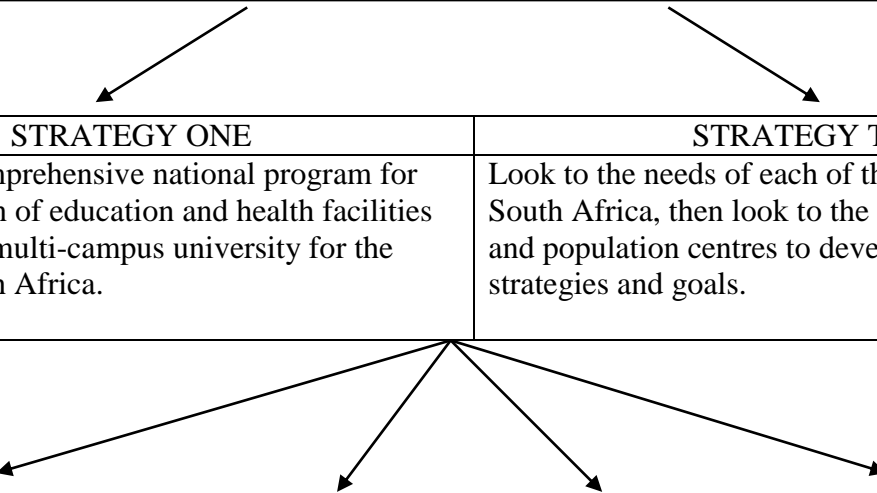 STRATEGY ONE
mprehensive national program for
n of education and health facilities
multi-campus university for the
n Africa.
STRATEGY T
Look to the needs of each of th
South Africa, then look to the
and population centres to deve
strategies and goals.